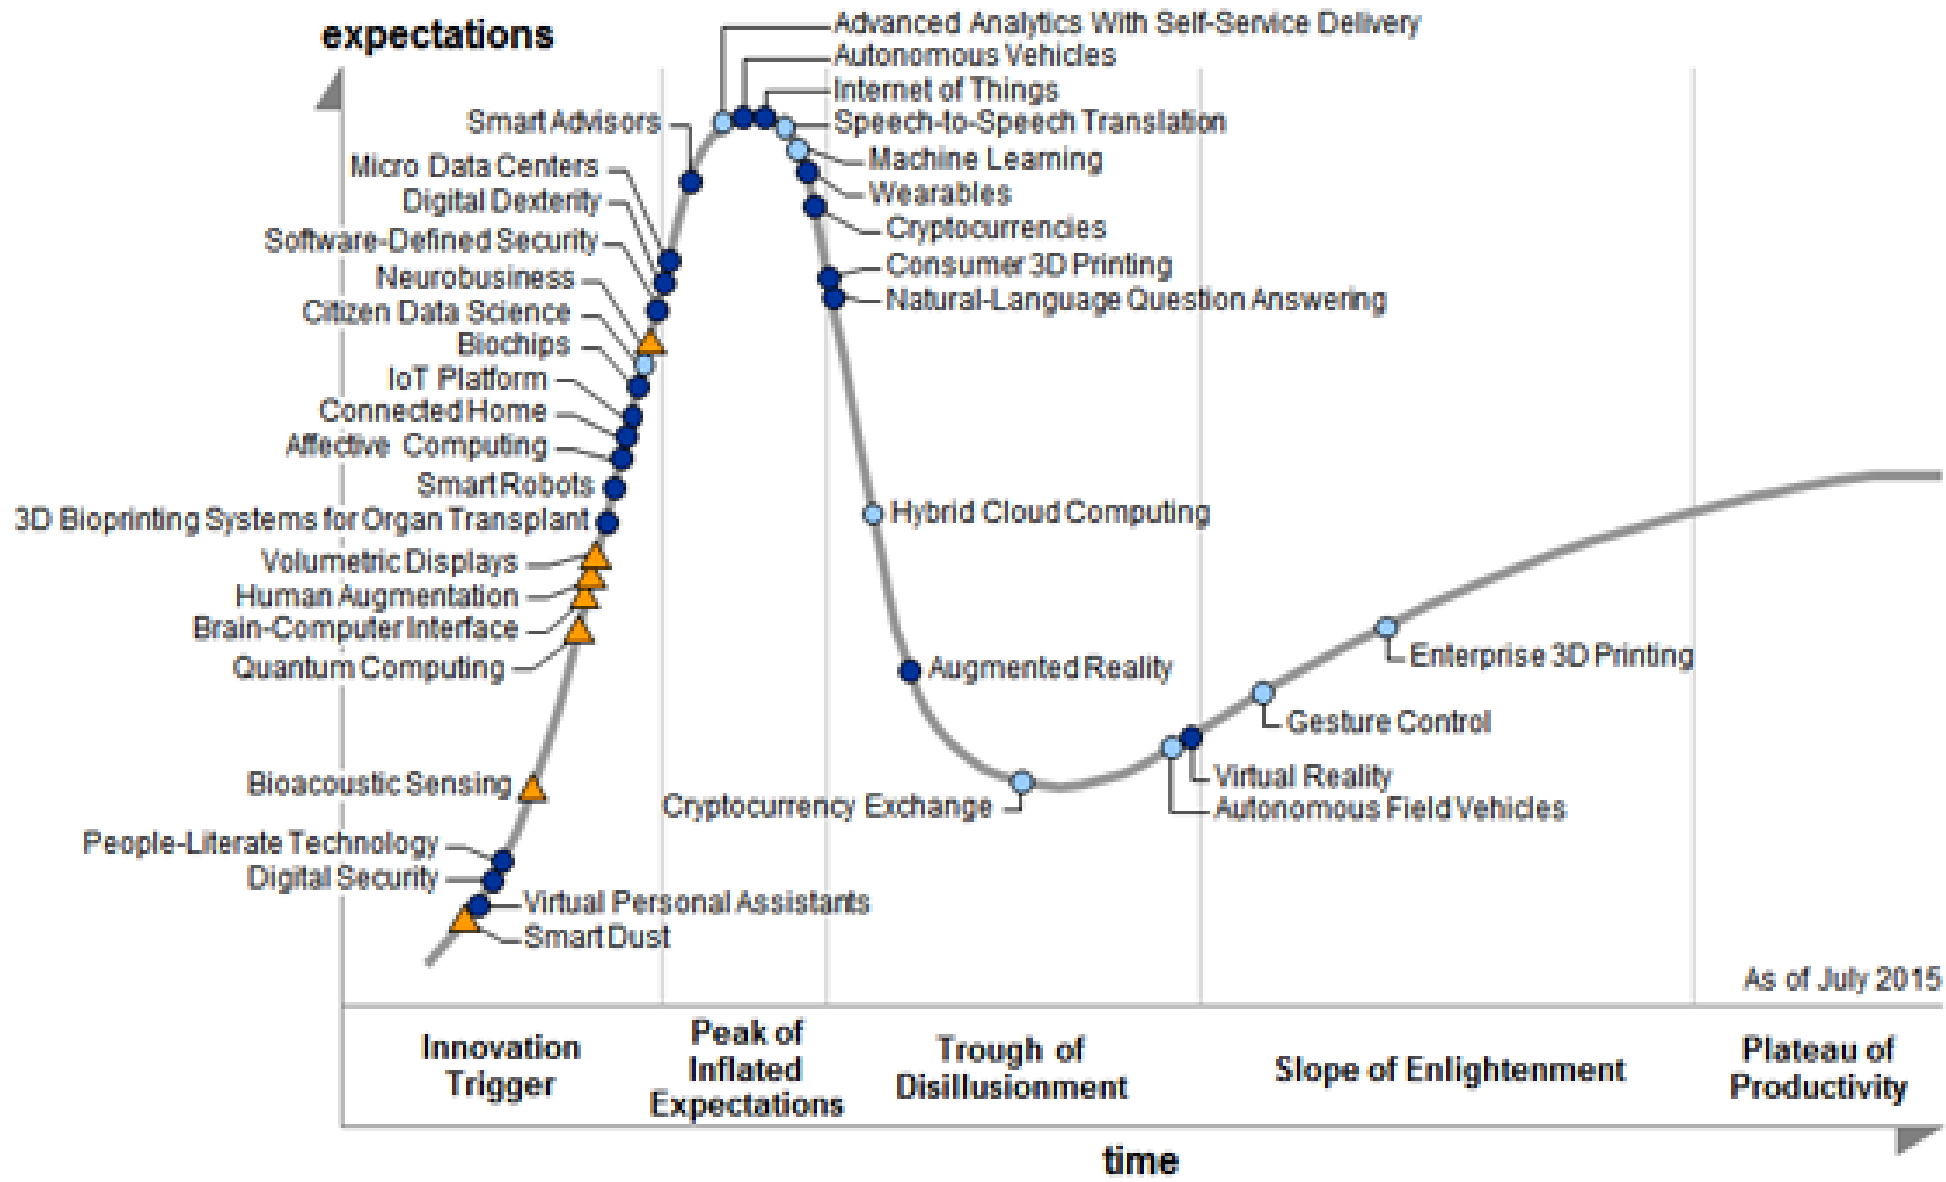 expectations
Advanced Analytics With Self-Service Delivery
Autonomous Vehicles
Internet of Things
Speech-to-Speech Translation
Machine Learning
Wearables
Cryptocurrencies
Consumer 3D Printing
Natural-Language Question Answering
Smart Advisors
Micro Data Centers
Digital Dexterity
Software-Defined Security
Neurobusiness
Citizen Data Science
Biochips
IoT Platform
Connected Home
Affective Computing
Smart Robots
3D Bioprinting Systems for Organ Transplant
Volumetric Displays
Human Augmentation
Brain-Computer Interface
Quantum Computing
Bioacoustic Sensing
People-Literate Technology
Digital Security
Virtual Personal Assistants
Smart Dust
Hybrid Cloud Computing
Augmented Reality
Cryptocurrency Exchange
Enterprise 3D Printing
Gesture Control
Virtual Reality
Autonomous Field Vehicles
As of July 2015
Innovation
Trigger
Peak of
Inflated
Expectations
Trough of
Disillusionment
Slope of Enlightenment
Plateau of
Productivity
time